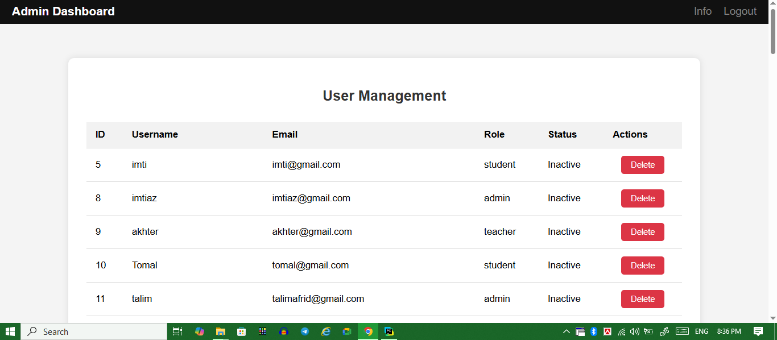 Admin Dashboard Info Logout
User Management
ID Username Email Role Status Actions
5 imti imti@gmail.com student Inactive Delete
8 imtiaz imtiaz@gmail.com admin Inactive Delete
9 akhter akhter@gmail.com teacher Inactive Delete
10 Tomal tomal@gmail.com student Inactive Delete
11 talim talimafrid@gmail.com admin Inactive Delete
Search ENG 8:36 PM